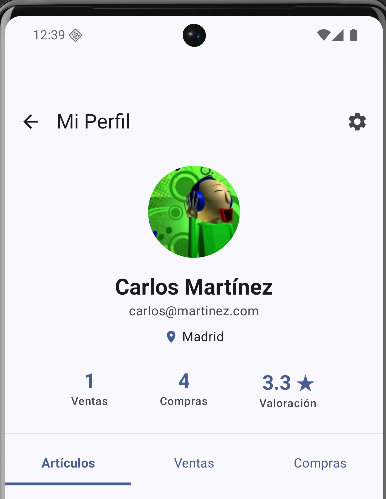 12:39
Mi Perfil
Carlos Martínez
carlos@martinez.com
Madrid
1 4 3.3 ★
Ventas Compras Valoración
Artículos Ventas Compras